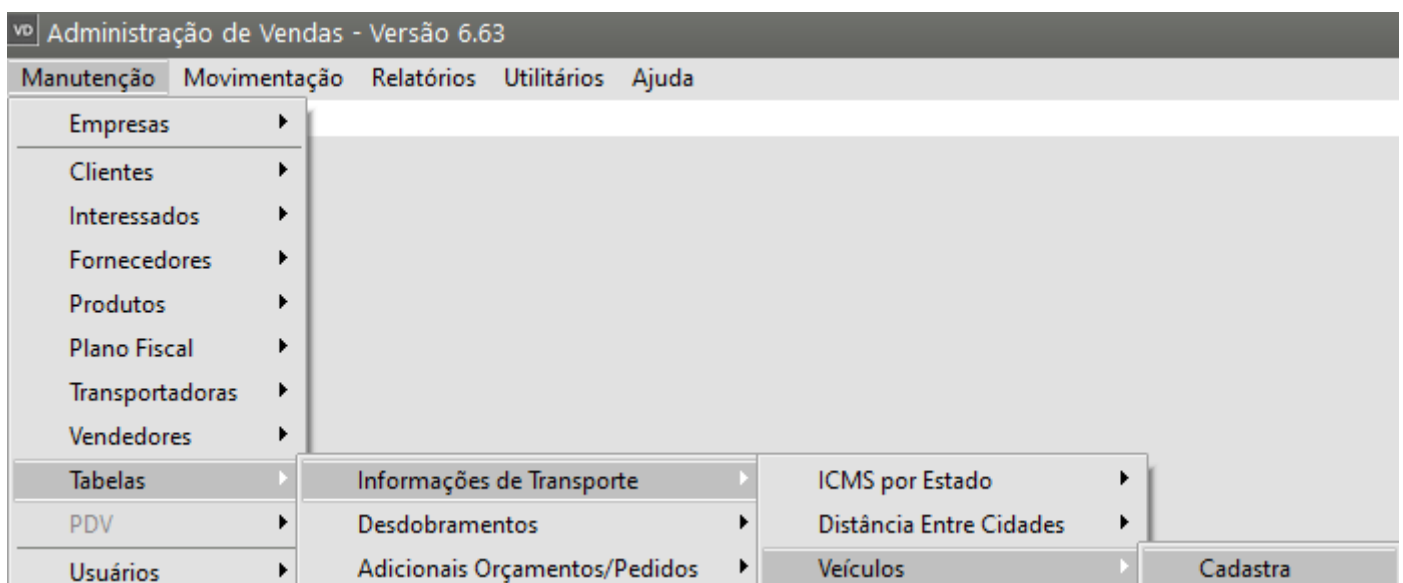 VD Administração de Vendas - Versão 6.63
Manutenção Movimentação Relatórios Utilitários Ajuda
Empresas
Clientes
Interessados
Fornecedores
Produtos
Plano Fiscal
Transportadoras
Vendedores
Tabelas Informações de Transporte ICMS por Estado
PDV Desdobramentos Distância Entre Cidades
Usuários Adicionais Orçamentos/Pedidos Veículos Cadastra